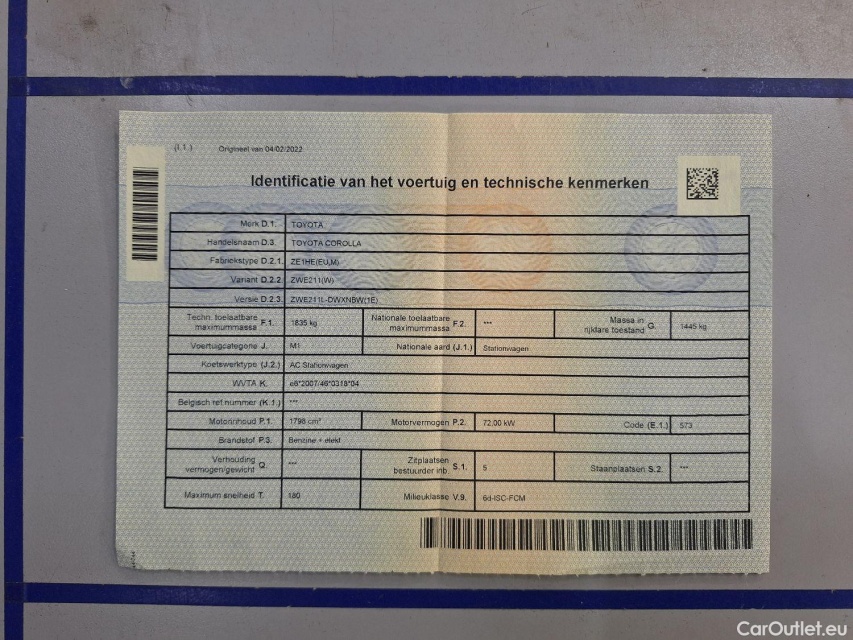 (I.1.) Origineel van 04/02/2022
Identificatie van het voertuig en technische kenmerken
Merk D.1. TOYOTA
Handelsnaam D.3. TOYOTA COROLLA
Fabriekstype D.2.1. ZE1HE(EU,M)
Variant D.2.2. ZWE211(W)
Versie D.2.3. ZWE211L-DWXNBW(1E)
Techn. toelaatbare maximummassa F.1. 1835 kg Nationale toelaatbare maximummassa F.2. --- Massa in rijklare toestand G. 1445 kg
Voertuigcategorie J. M1 Nationale aard (J.1.) Stationwagen
Koetswerktype (J.2.) AC Stationwagen
WVTA K. e6*2007/46*0318*04
Belgisch ref.nummer (K.1.) ---
Motorinhoud P.1. 1798 cm³ Motorvermogen P.2. 72,00 kW Code (E.1.) 573
Brandstof P.3. Benzine + elekt
Verhouding vermogen/gewicht Q. --- Zitplaatsen bestuurder inb. S.1. 5 Staanplaatsen S.2. ---
Maximum snelheid T. 180 Milieuklasse V.9. 6d-ISC-FCM
CarOutlet.eu